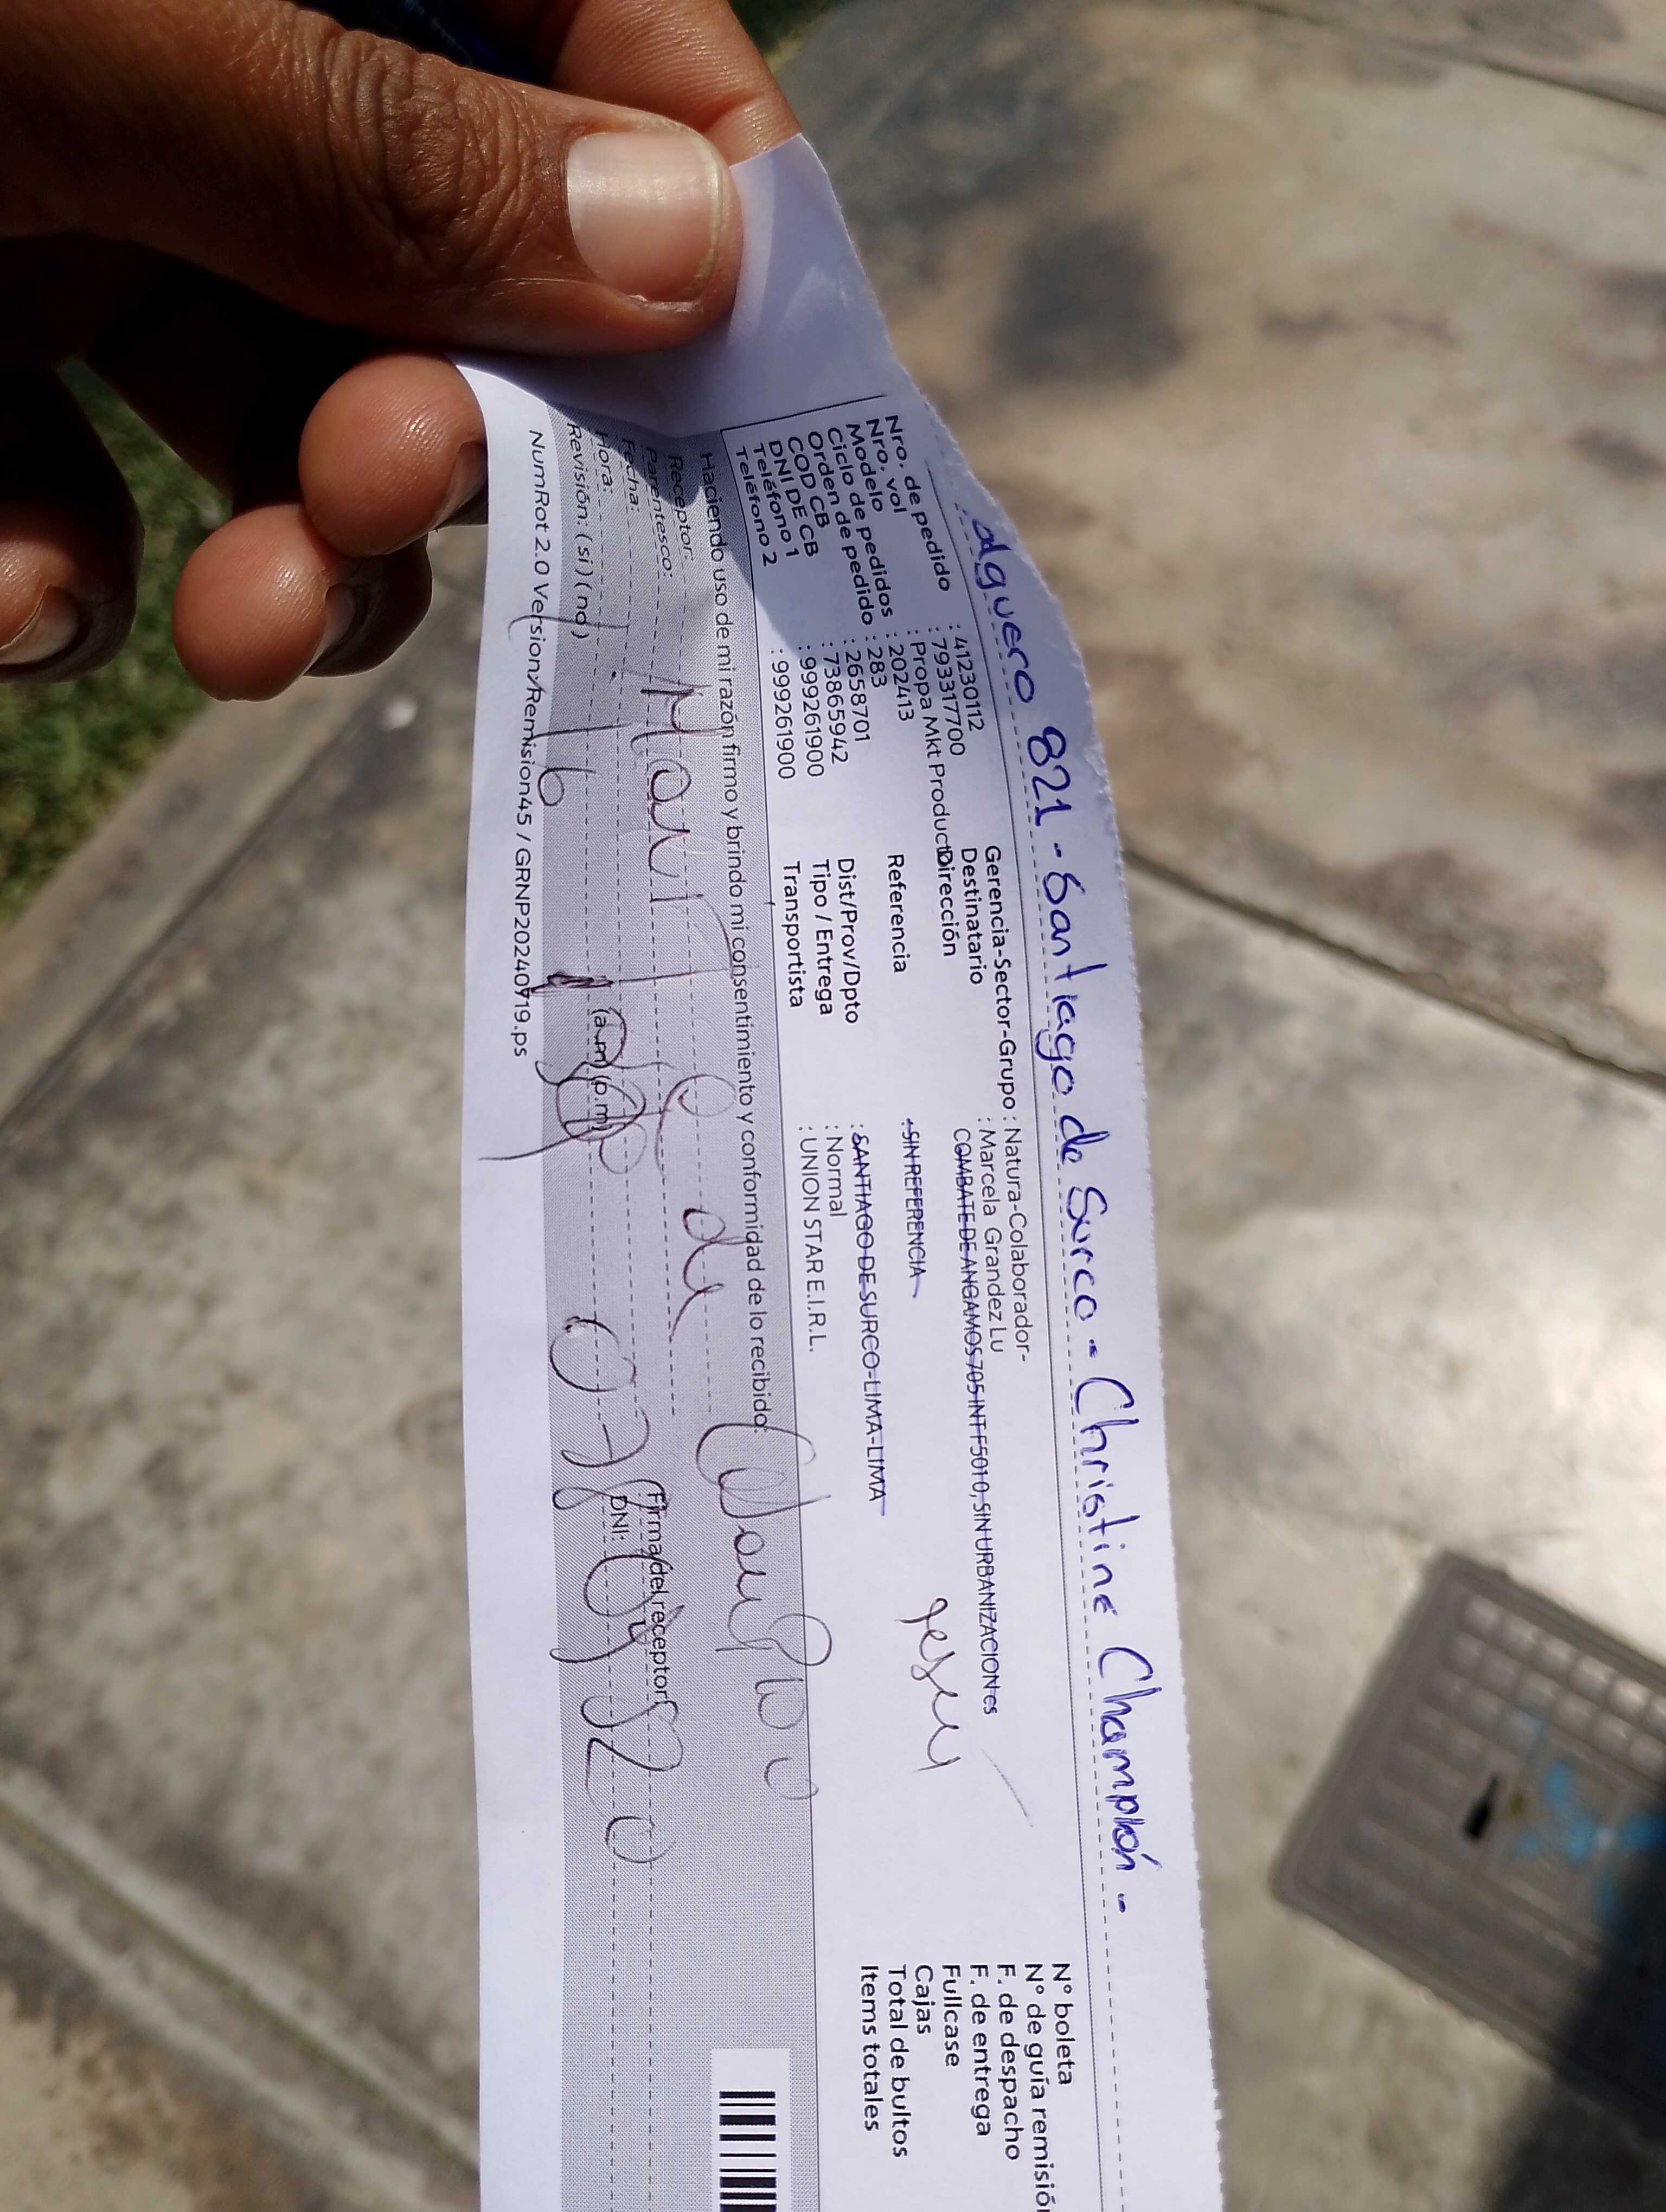 aguero 821 - Santiago de Surco - Christine Champión -
Nro. de pedido : 41230112
Nro. vol : 793317700
Modelo : Propa Mkt Product
Ciclo de pedidos : 202413
Orden de pedido : 283
COD CB : 2658701
DNI DE CB : 73865942
Teléfono 1 : 999261900
Teléfono 2 : 999261900
Gerencia-Sector-Grupo : Natura-Colaborador-
Destinatario : Marcela Grandez Lu
Dirección COMBATE DE ANGAMOS 705 INT F5010, SIN URBANIZACIONes
Referencia : SIN REFERENCIA
Dist/Prov/Dpto : SANTIAGO DE SURCO-LIMA-LIMA
Tipo / Entrega : Normal
Transportista : UNION STAR E.I.R.L.
N° boleta
N° de guía remisión
F. de despacho
F. de entrega
Fullcase
Cajas
Total de bultos
Items totales
Haciendo uso de mi razón firmo y brindo mi consentimiento y conformidad de lo recibido:
Receptor:
Parentesco:
Fecha:
Hora: (a.m) (p.m)
Revisión: (si) (no)
Firma del receptor
DNI:
NumRot 2.0 Version/Remision45 / GRNP20240719.ps